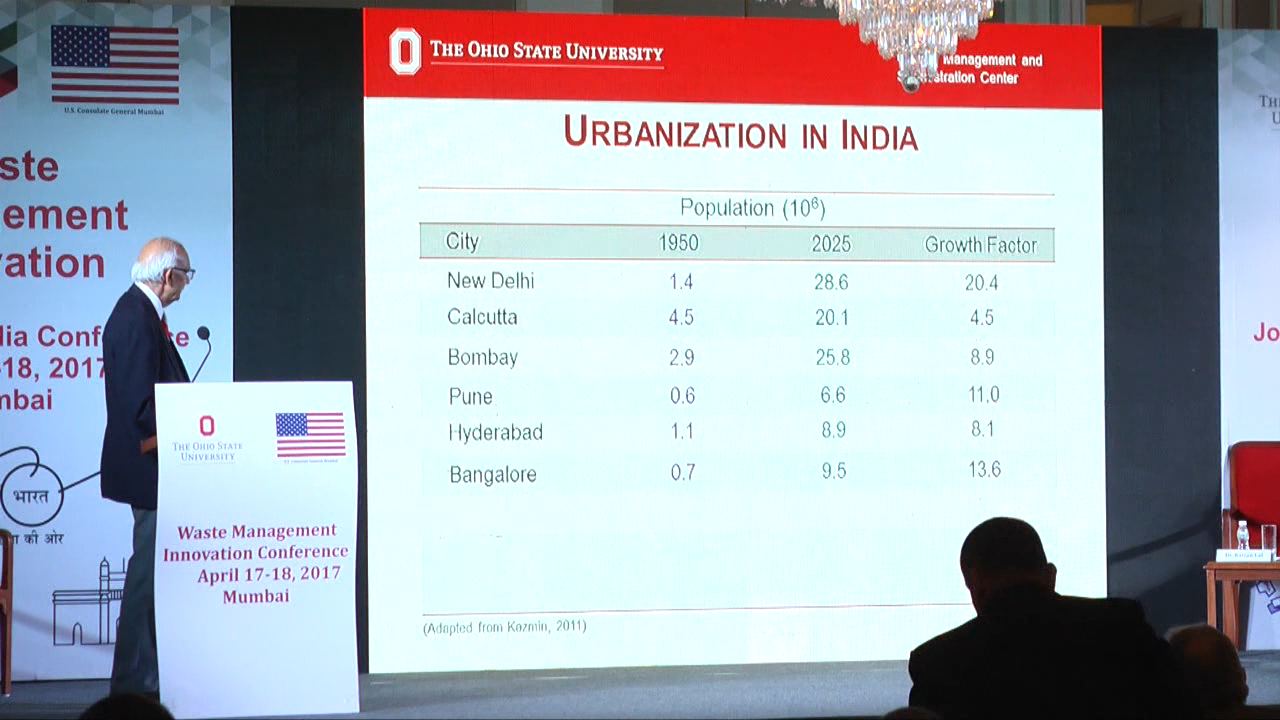 U.S. Consulate General Mumbai
ste
ement
vation
dia Conf ce
-18, 2017
mbai
भारत
की ओर
THE OHIO STATE UNIVERSITY
Management and
stration Center
URBANIZATION IN INDIA
Population (10⁶)
City 1950 2025 Growth Factor
New Delhi 1.4 28.6 20.4
Calcutta 4.5 20.1 4.5
Bombay 2.9 25.8 8.9
Pune 0.6 6.6 11.0
Hyderabad 1.1 8.9 8.1
Bangalore 0.7 9.5 13.6
(Adapted from Kazmin, 2011)
THE OHIO STATE
UNIVERSITY
Waste Management
Innovation Conference
April 17-18, 2017
Mumbai
TH
U
Jo